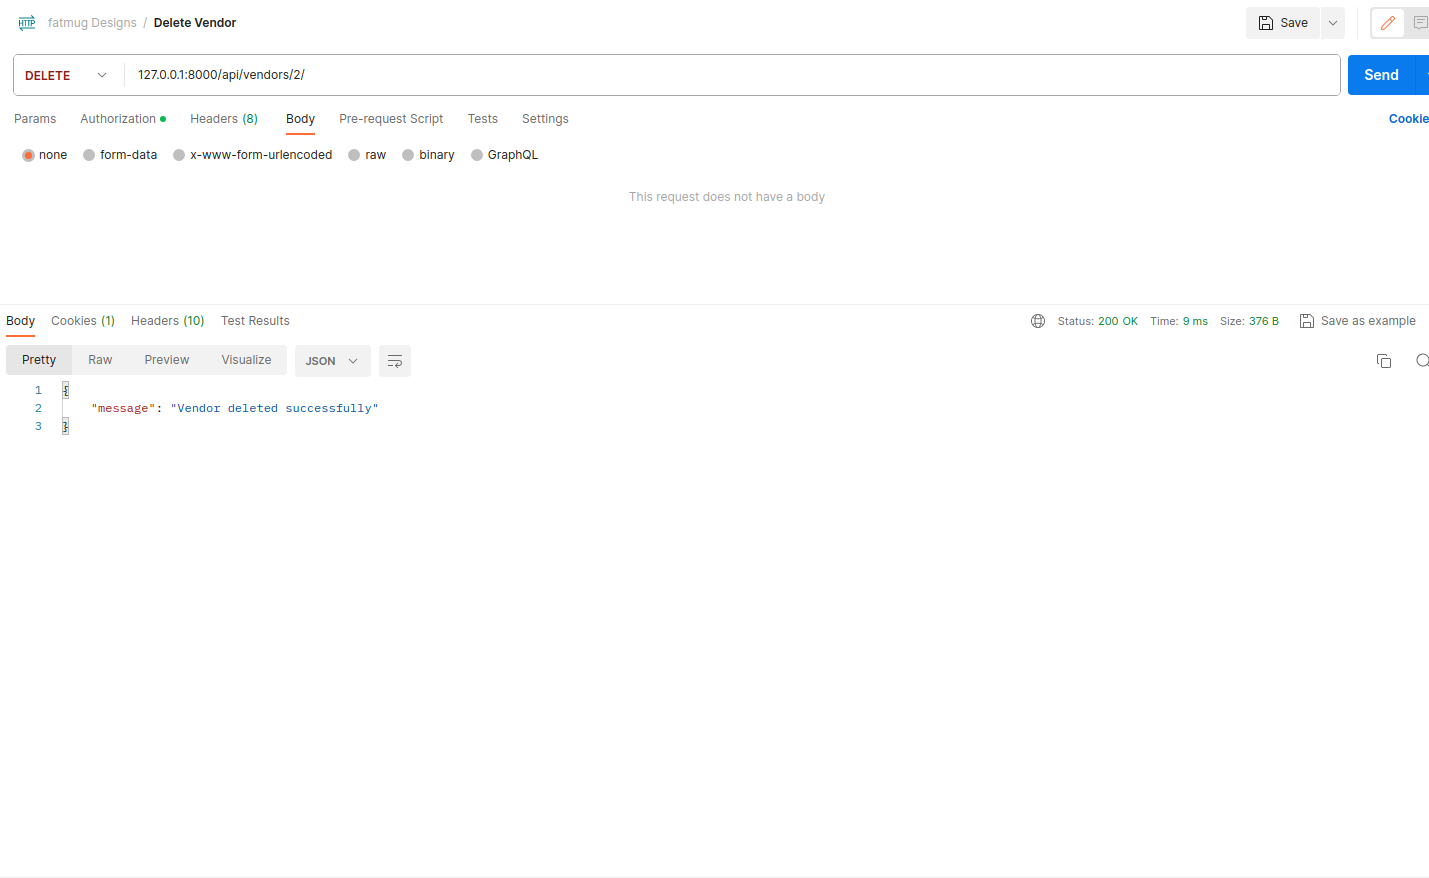 HTTP fatmug Designs / Delete Vendor Save
DELETE 127.0.0.1:8000/api/vendors/2/ Send
Params Authorization Headers (8) Body Pre-request Script Tests Settings Cookie
none form-data x-www-form-urlencoded raw binary GraphQL
This request does not have a body
Body Cookies (1) Headers (10) Test Results Status: 200 OK Time: 9 ms Size: 376 B Save as example
Pretty Raw Preview Visualize JSON
1 {
2 "message": "Vendor deleted successfully"
3 }